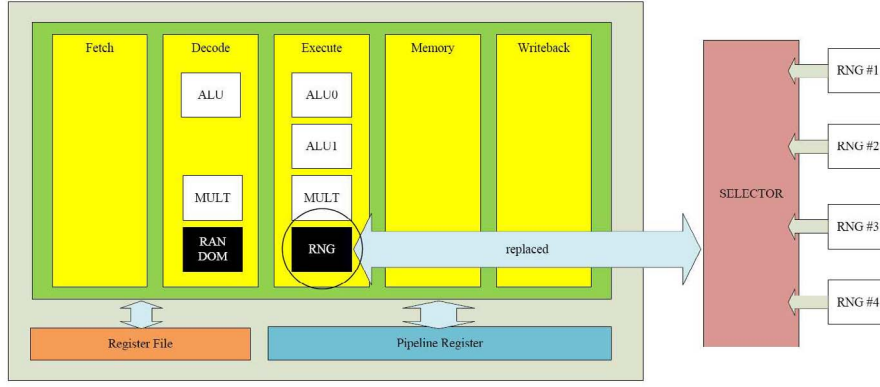 Fetch
Decode
Execute
Memory
Writeback
ALU
ALU0
ALU1
MULT
MULT
RAN
DOM
RNG
replaced
SELECTOR
RNG #1
RNG #2
RNG #3
RNG #4
Register File
Pipeline Register